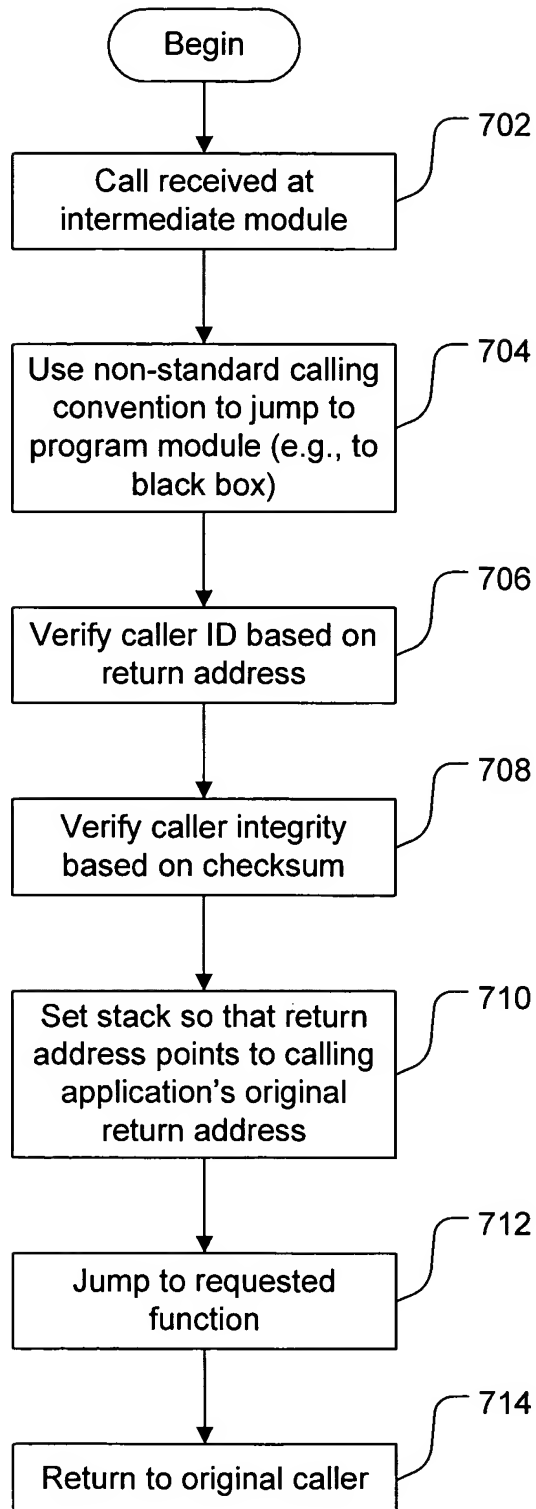 Begin
702
Call received at
intermediate module
704
Use non-standard calling
convention to jump to
program module (e.g., to
black box)
706
Verify caller ID based on
return address
708
Verify caller integrity
based on checksum
710
Set stack so that return
address points to calling
application's original
return address
712
Jump to requested
function
714
Return to original caller